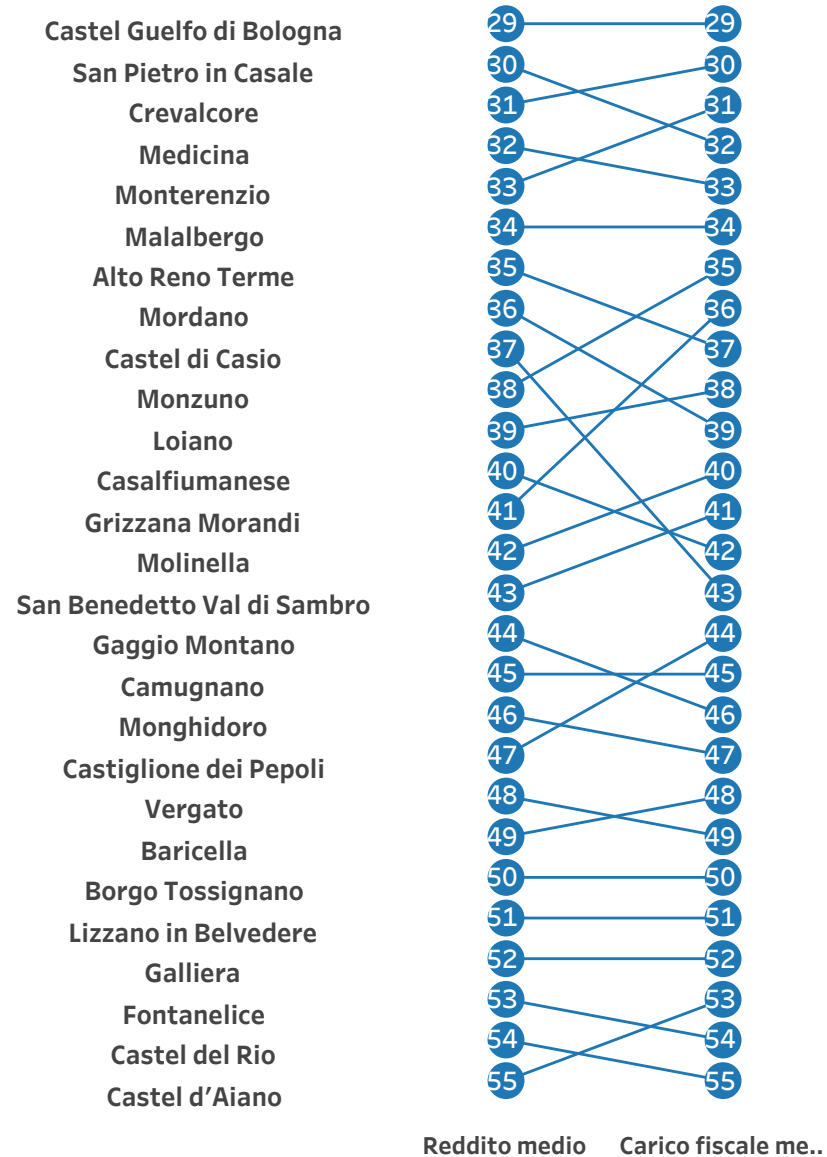 Castel Guelfo di Bologna 29 29
San Pietro in Casale 30 30
Crevalcore 31 31
Medicina 32 32
Monterenzio 33 33
Malalbergo 34 34
Alto Reno Terme 35 35
Mordano 36 36
Castel di Casio 37 37
Monzuno 38 38
Loiano 39 39
Casalfiumanese 40 40
Grizzana Morandi 41 41
Molinella 42 42
San Benedetto Val di Sambro 43 43
Gaggio Montano 44 44
Camugnano 45 45
Monghidoro 46 46
Castiglione dei Pepoli 47 47
Vergato 48 48
Baricella 49 49
Borgo Tossignano 50 50
Lizzano in Belvedere 51 51
Galliera 52 52
Fontanelice 53 53
Castel del Rio 54 54
Castel d’Aiano 55 55
Reddito medio Carico fiscale me..